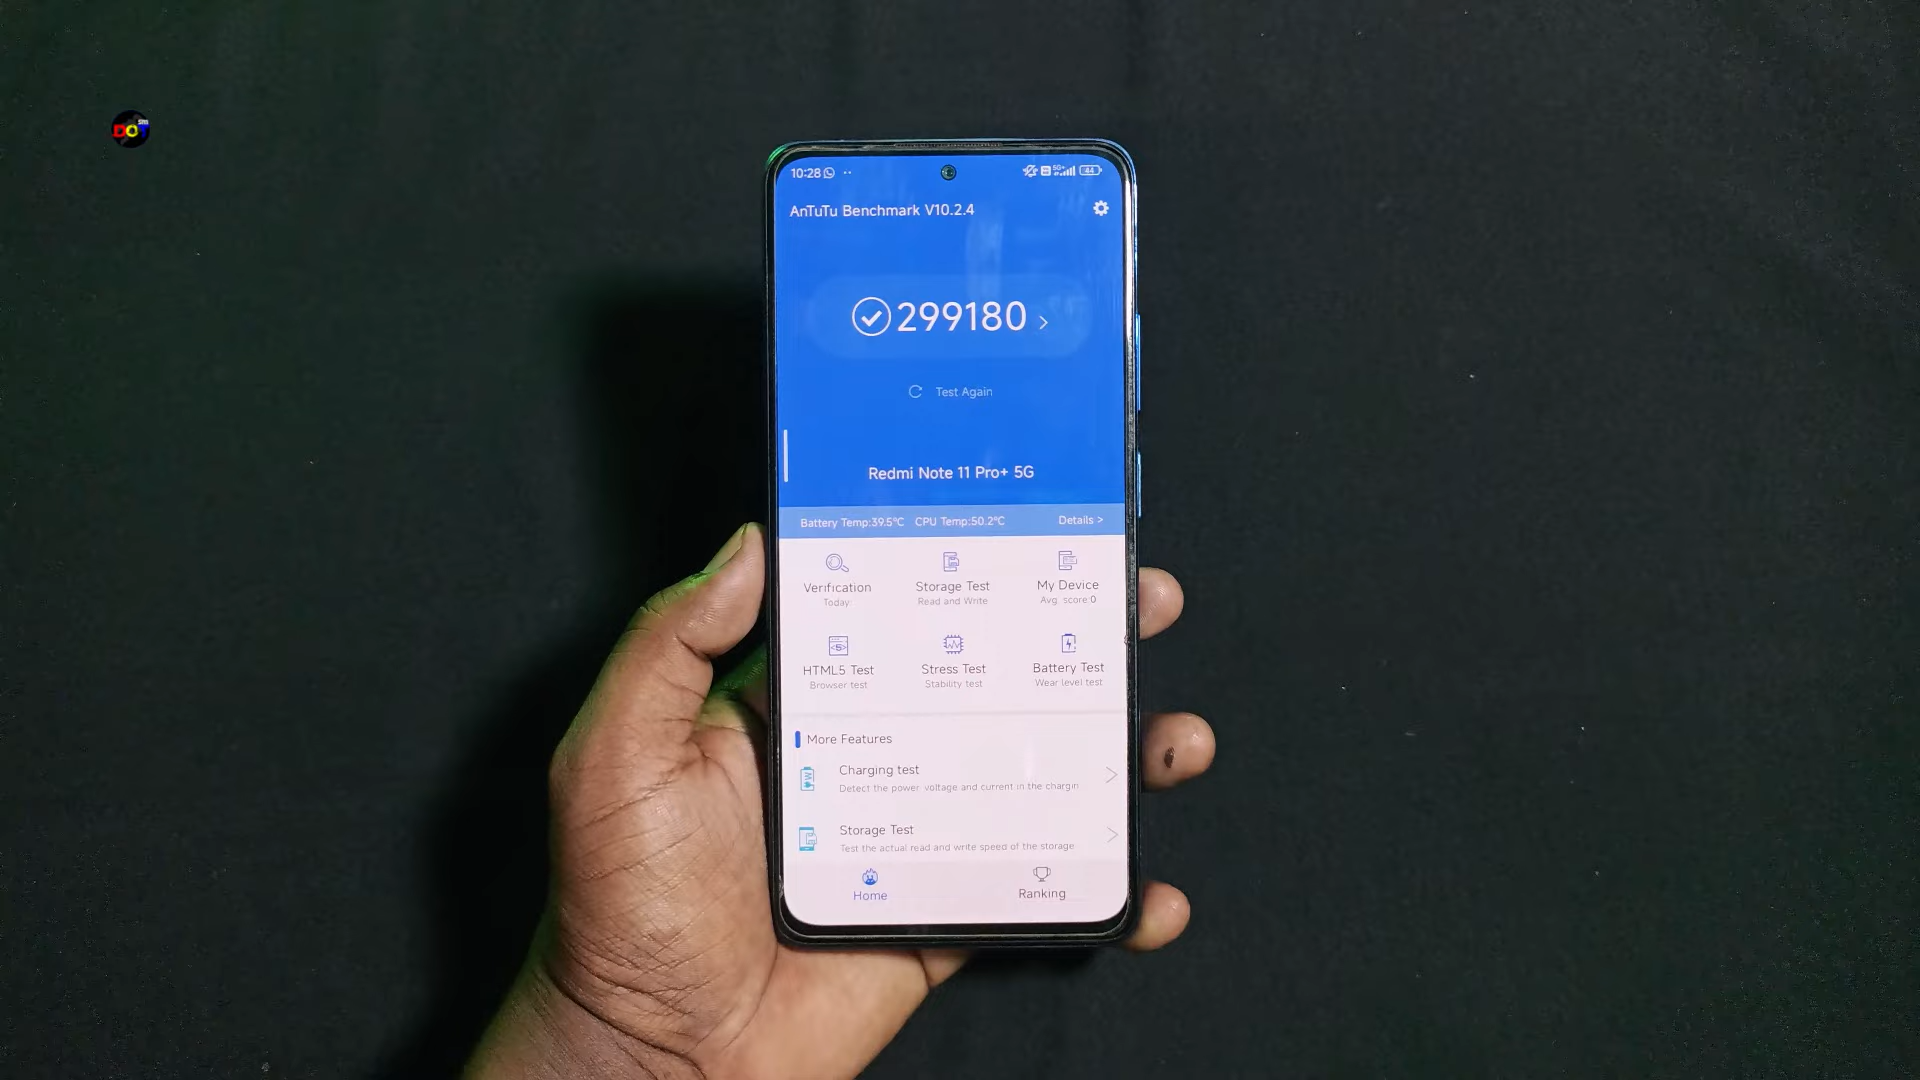 DOT
sm
10:28
5G+
44
AnTuTu Benchmark V10.2.4
299180 >
Test Again
Redmi Note 11 Pro+ 5G
Battery Temp:39.5°C CPU Temp:50.2°C Details >
Verification Storage Test My Device
Today: Read and Write Avg. score:0
HTML5 Test Stress Test Battery Test
Browser test Stability test Wear level test
More Features
Charging test
Detect the power, voltage and current in the chargin
Storage Test
Test the actual read and write speed of the storage
Home Ranking